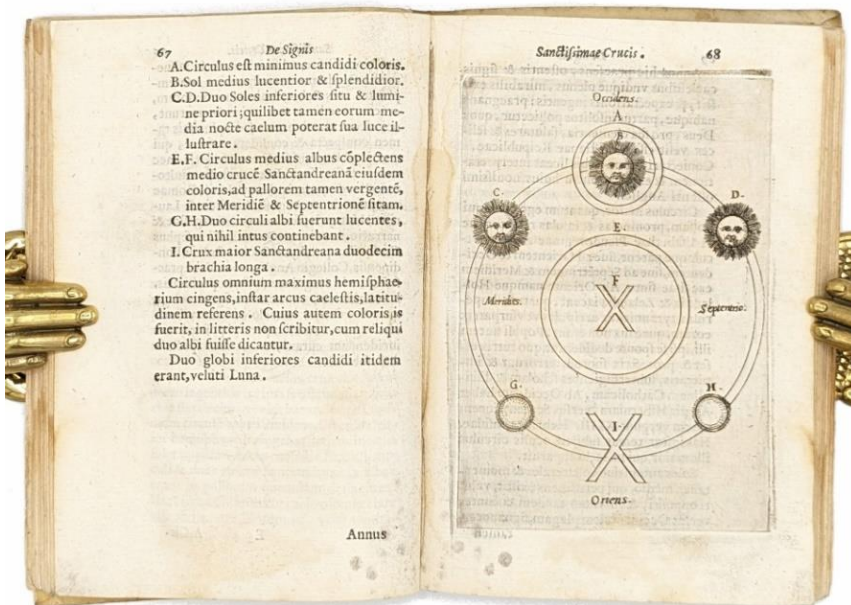 67 De Signis
A. Circulus eſt minimus candidi coloris.
B. Sol medius lucentior & ſplendidior.
C. D. Duo Soles inferiores ſitu & lumi-
ne priori; quilibet tamen eorum me-
dia nocte caelum poterat ſua luce il-
luſtrare.
E. F. Circulus medius albus cōplectens
medio crucē Sanctandreanā eiuſdem
coloris, ad pallorem tamen vergentē,
inter Meridiē & Septentrionē ſitam.
G. H. Duo circuli albi fuerunt lucentes,
qui nihil intus continebant.
I. Crux maior Sanctandreana duodecim
brachia longa.
Circulus omnium maximus hemiſphae-
rium cingens, inſtar arcus caeleſtis, latitu-
dinem referens. Cuius autem coloris is
fuerit, in litteris non ſcribitur, cum reliqui
duo albi fuiſſe dicantur.
Duo globi inferiores candidi itidem
erant, veluti Luna.
Annus
Sanctiſsimae Crucis. 68
Occidens.
A
B
C.
D.
E.
F
Meridies.
Septentrio.
G.
H.
I.
Oriens.